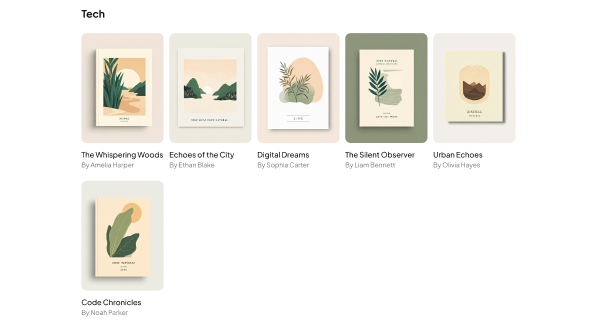 Tech
The Whispering Woods
By Amelia Harper
Echoes of the City
By Ethan Blake
Digital Dreams
By Sophia Carter
The Silent Observer
By Liam Bennett
Urban Echoes
By Olivia Hayes
Code Chronicles
By Noah Parker